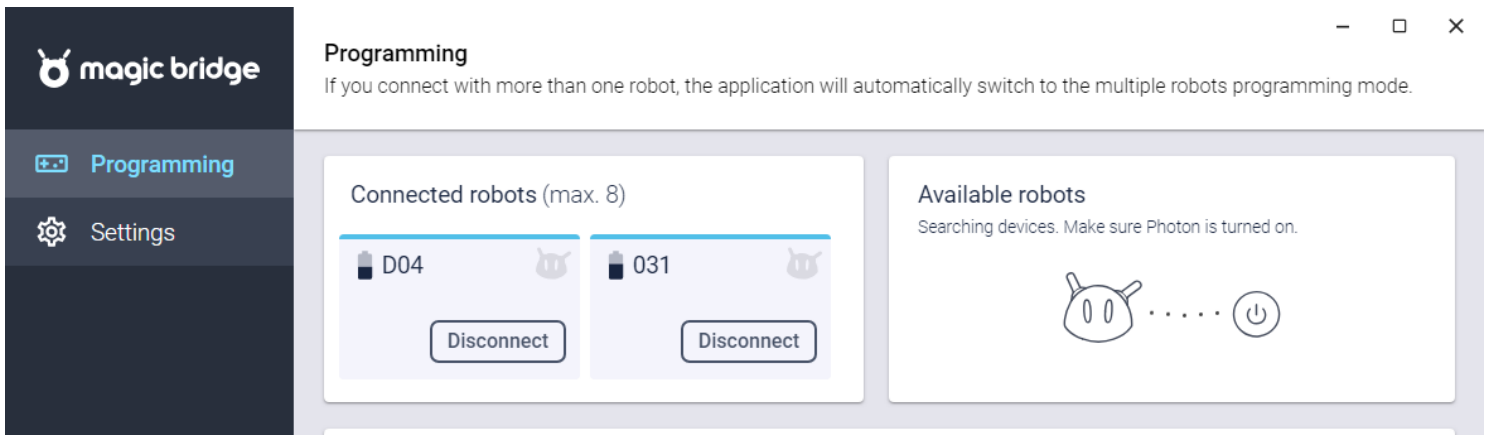 magic bridge
Programming
Settings
Programming
If you connect with more than one robot, the application will automatically switch to the multiple robots programming mode.
Connected robots (max. 8)
D04
Disconnect
031
Disconnect
Available robots
Searching devices. Make sure Photon is turned on.